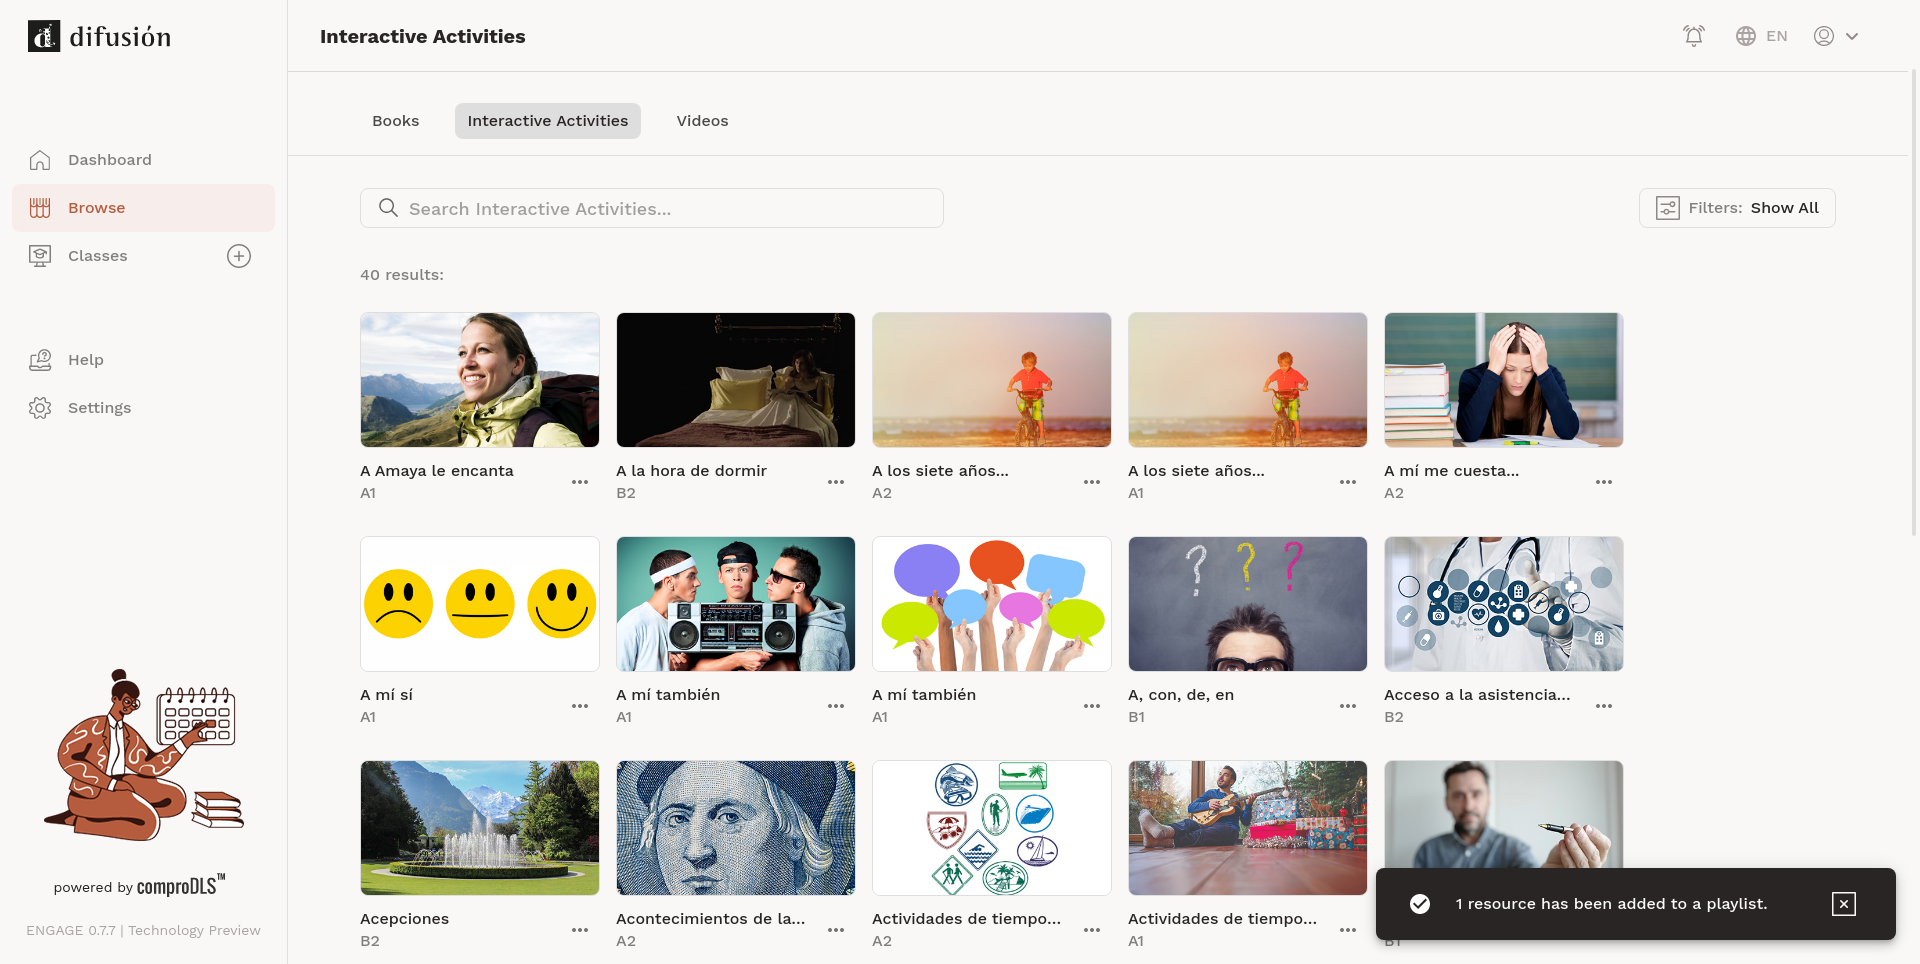 difusión
Interactive Activities
EN
Books
Interactive Activities
Videos
Dashboard
Browse
Classes
Help
Settings
Search Interactive Activities...
Filters: Show All
40 results:
A Amaya le encanta
A1
A la hora de dormir
B2
A los siete años...
A2
A los siete años...
A1
A mí me cuesta...
A2
A mí sí
A1
A mí también
A1
A mí también
A1
A, con, de, en
B1
Acceso a la asistencia...
B2
Acepciones
B2
Acontecimientos de la...
A2
Actividades de tiempo...
A2
Actividades de tiempo...
A1
B1
1 resource has been added to a playlist.
powered by comproDLS™
ENGAGE 0.7.7 | Technology Preview